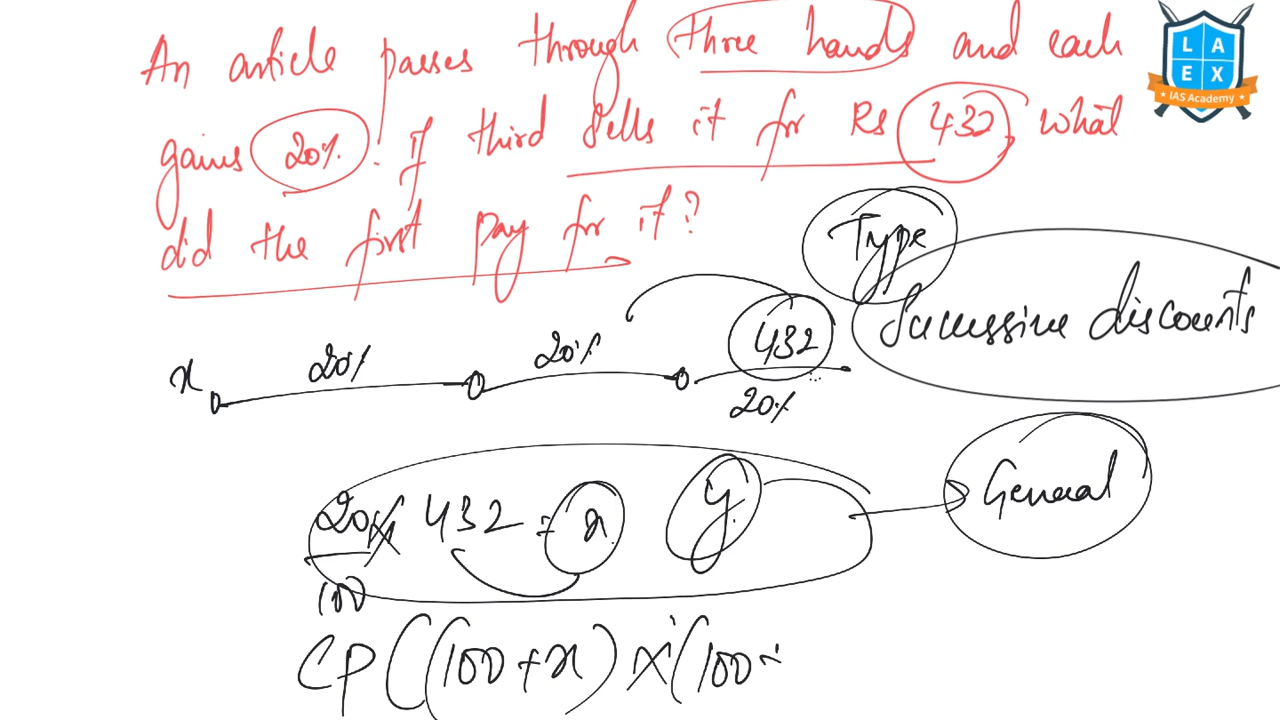 An article passes through three hands and each
gains 20%. If third sells it for Rs 432, what
did the first pay for it?
L A
E X
IAS Academy
Type
Successive discounts
x 20% 20% 432
20%
General
20 × 432 = x y
100
CP ((100+x) × (100+